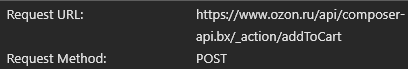 Request URL: https://www.ozon.ru/api/composer-
api.bx/_action/addToCart
Request Method: POST